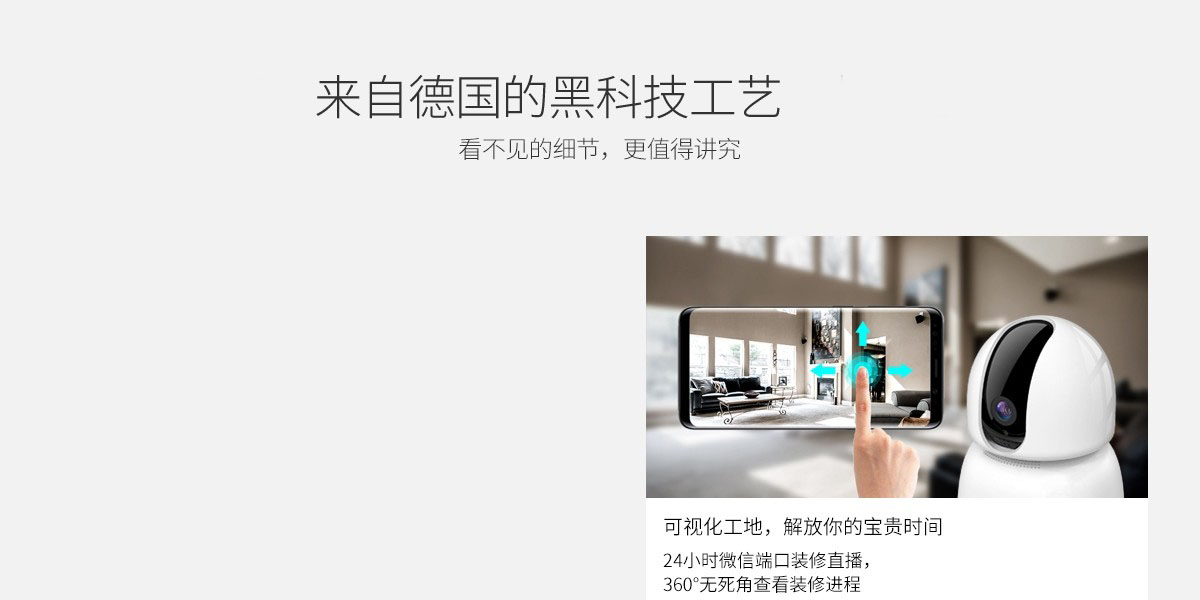 来自德国的黑科技工艺
看不见的细节，更值得讲究
可视化工地，解放你的宝贵时间
24小时微信端口装修直播，
360°无死角查看装修进程